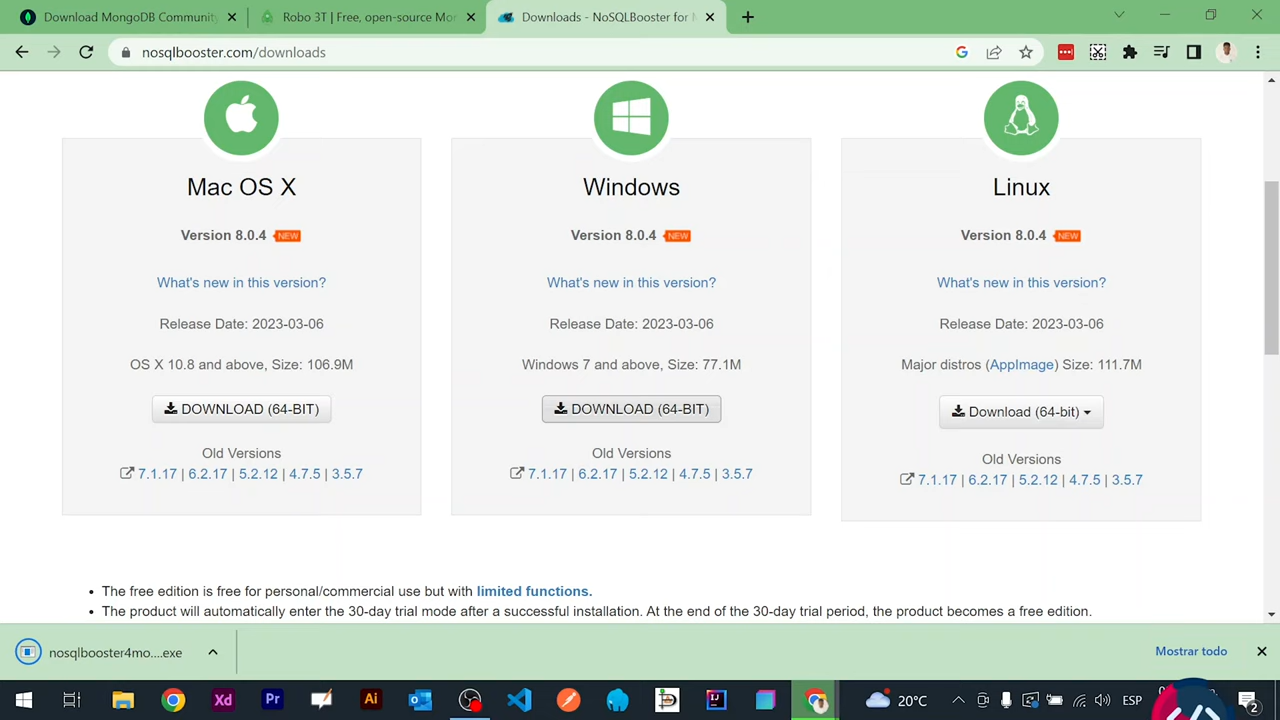 Download MongoDB Community
Robo 3T | Free, open-source Mon
Downloads - NoSQLBooster for M
nosqlbooster.com/downloads
Mac OS X
Version 8.0.4 NEW
What's new in this version?
Release Date: 2023-03-06
OS X 10.8 and above, Size: 106.9M
DOWNLOAD (64-BIT)
Old Versions
7.1.17 | 6.2.17 | 5.2.12 | 4.7.5 | 3.5.7
Windows
Version 8.0.4 NEW
What's new in this version?
Release Date: 2023-03-06
Windows 7 and above, Size: 77.1M
DOWNLOAD (64-BIT)
Old Versions
7.1.17 | 6.2.17 | 5.2.12 | 4.7.5 | 3.5.7
Linux
Version 8.0.4 NEW
What's new in this version?
Release Date: 2023-03-06
Major distros (AppImage) Size: 111.7M
Download (64-bit)
Old Versions
7.1.17 | 6.2.17 | 5.2.12 | 4.7.5 | 3.5.7
• The free edition is free for personal/commercial use but with limited functions.
• The product will automatically enter the 30-day trial mode after a successful installation. At the end of the 30-day trial period, the product becomes a free edition.
nosqlbooster4mo....exe
Mostrar todo
Xd
Pr
Ai
20°C
ESP
2